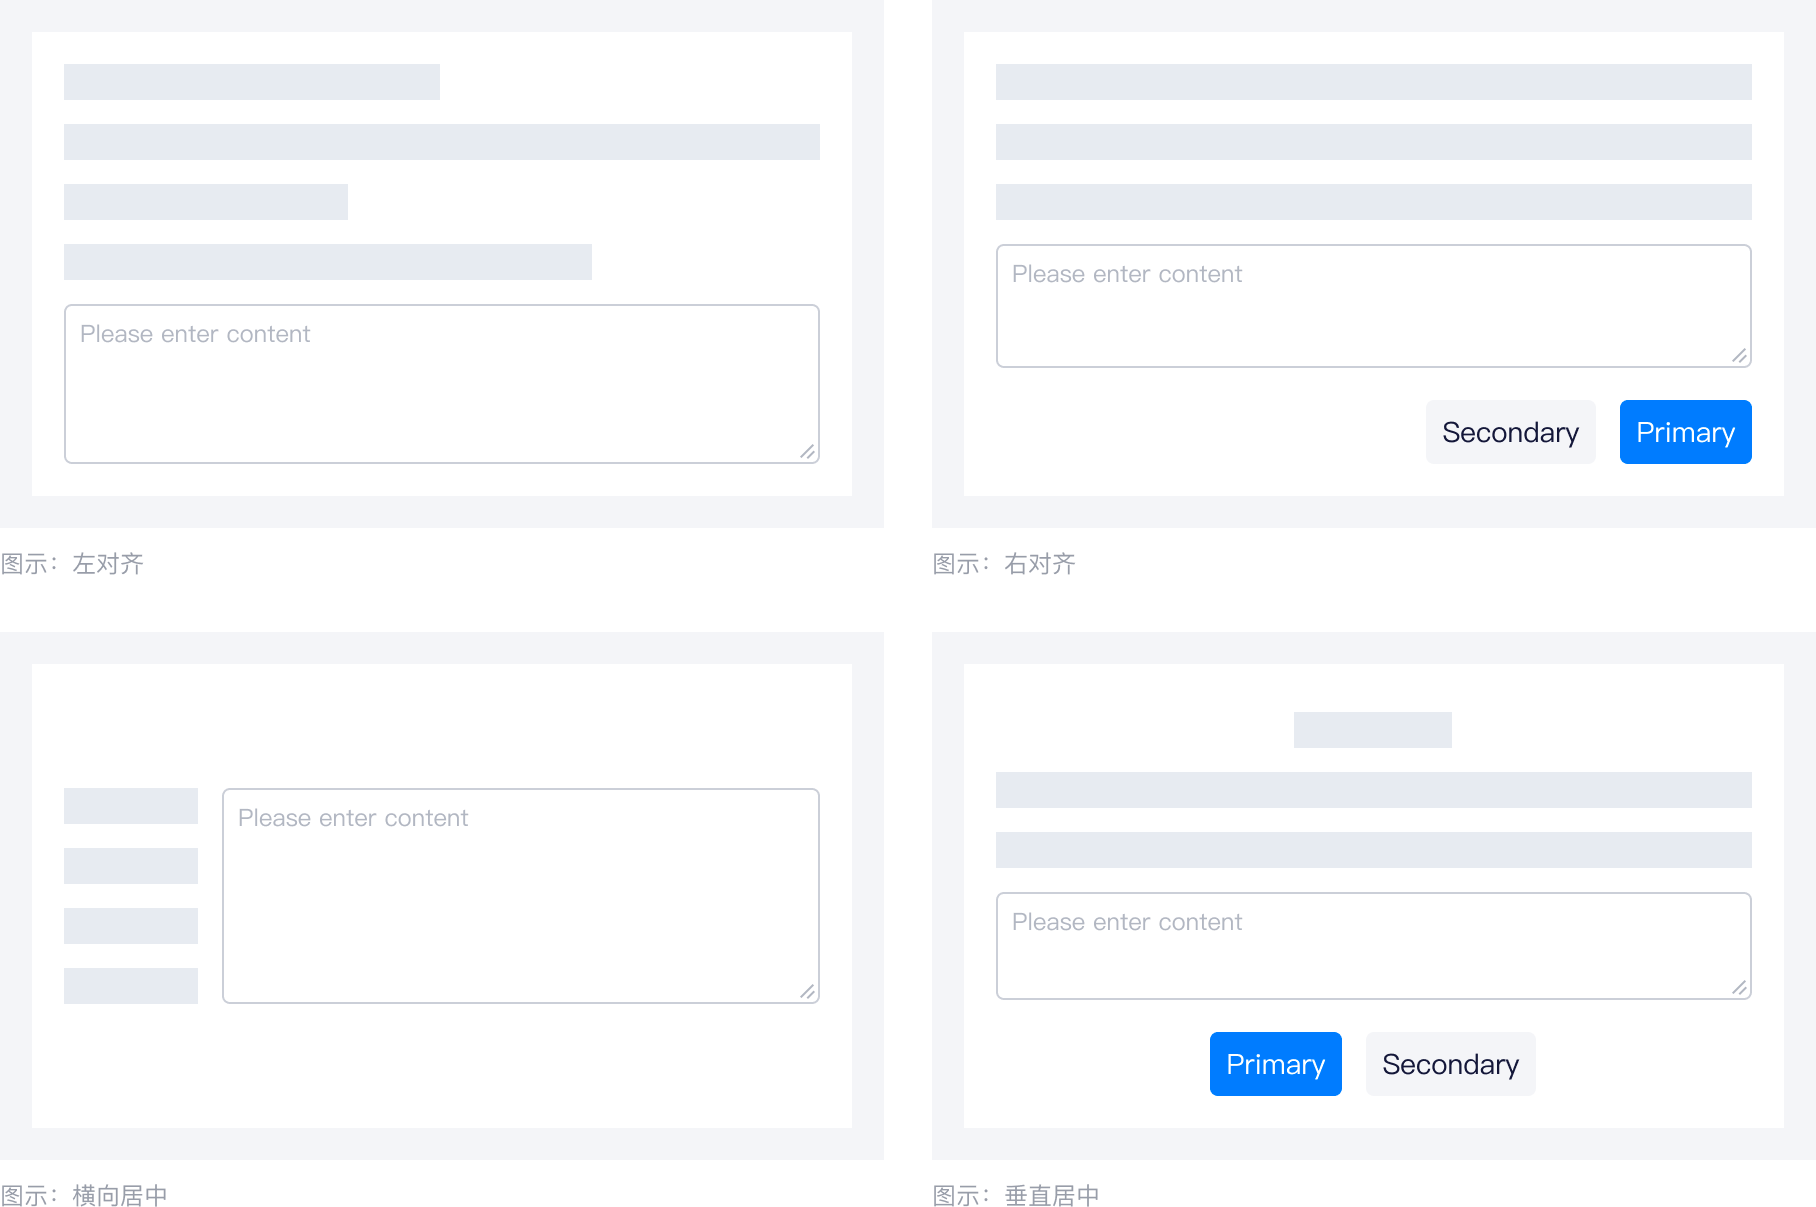 Please enter content
图示：左对齐
Please enter content
Secondary
Primary
图示：右对齐
Please enter content
图示：横向居中
Please enter content
Primary
Secondary
图示：垂直居中